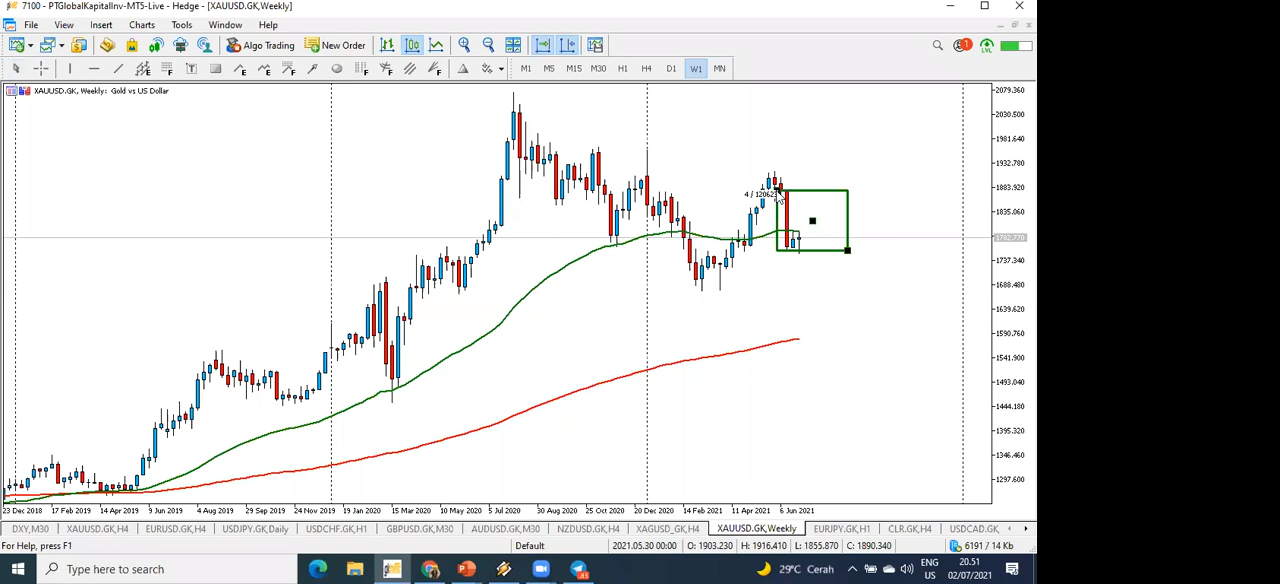 7100 - PTGlobalKapitalInv-MT5-Live - Hedge - [XAUUSD.GK,Weekly]
File View Insert Charts Tools Window Help
Algo Trading New Order
M1 M5 M15 M30 H1 H4 D1 W1 MN
XAUUSD.GK, Weekly: Gold vs US Dollar
2079.360
2030.500
1981.640
1932.780
1883.920
1835.060
1782.770
1737.340
1688.480
1639.620
1590.760
1541.900
1493.040
1444.180
1395.320
1346.460
1297.600
23 Dec 2018 17 Feb 2019 14 Apr 2019 9 Jun 2019 4 Aug 2019 29 Sep 2019 24 Nov 2019 19 Jan 2020 15 Mar 2020 10 May 2020 5 Jul 2020 30 Aug 2020 25 Oct 2020 20 Dec 2020 14 Feb 2021 11 Apr 2021 6 Jun 2021
DXY,M30 XAUUSD.GK,H4 EURUSD.GK,H4 USDJPY.GK,Daily USDCHF.GK,H1 GBPUSD.GK,M30 AUDUSD.GK,M30 NZDUSD.GK,H4 XAGUSD_GK,H4 XAUUSD.GK,Weekly EURJPY.GK,H1 CLR.GK,H4 USDCAD.GK,
For Help, press F1 Default 2021.05.30 00:00 O: 1903.230 H: 1916.410 L: 1855.870 C: 1890.340 6191 / 14 Kb
Type here to search 29°C Cerah ENG US 20.51 02/07/2021